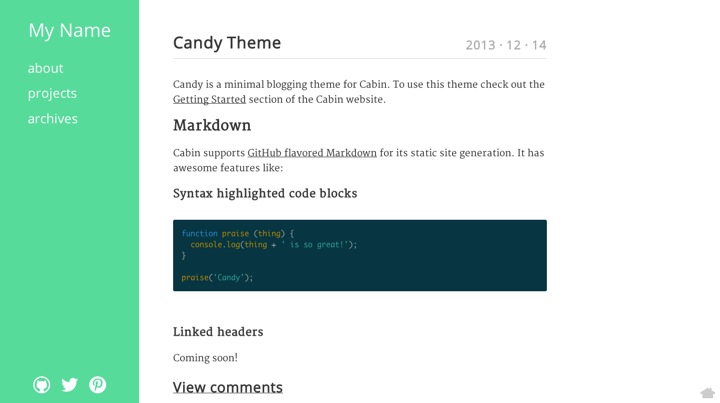 My Name
about
projects
archives
Candy Theme
2013 · 12 · 14
Candy is a minimal blogging theme for Cabin. To use this theme check out the
Getting Started section of the Cabin website.
Markdown
Cabin supports GitHub flavored Markdown for its static site generation. It has
awesome features like:
Syntax highlighted code blocks
function praise (thing) {
  console.log(thing + ' is so great!');
}
praise('Candy');
Linked headers
Coming soon!
View comments